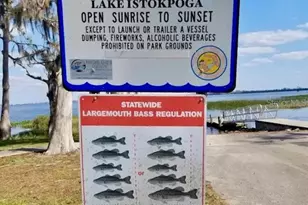 LAKE ISTOKPOGA
OPEN SUNRISE TO SUNSET
EXCEPT TO LAUNCH OR TRAILER A VESSEL
DUMPING, FIREWORKS, ALCOHOLIC BEVERAGES
PROHIBITED ON PARK GROUNDS
STATEWIDE
LARGEMOUTH BASS REGULATION
OR